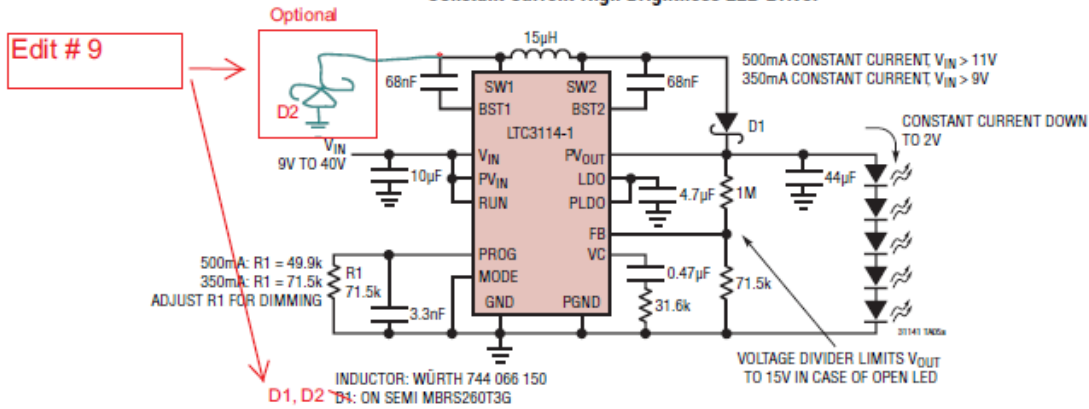 Optional
Edit # 9
D2
15µH
68nF
SW1
SW2
68nF
BST1
BST2
LTC3114-1
500mA CONSTANT CURRENT, VIN > 11V
350mA CONSTANT CURRENT, VIN > 9V
D1
CONSTANT CURRENT DOWN
TO 2V
VIN
9V TO 40V
10µF
VIN
PVIN
RUN
PVOUT
LDO
PLDO
4.7µF
1M
44µF
FB
PROG
VC
500mA: R1 = 49.9k
350mA: R1 = 71.5k
ADJUST R1 FOR DIMMING
R1
71.5k
MODE
0.47µF
71.5k
3.3nF
GND
PGND
31.6k
31141 TA05a
VOLTAGE DIVIDER LIMITS VOUT
TO 15V IN CASE OF OPEN LED
INDUCTOR: WÜRTH 744 066 150
D1, D2 D1: ON SEMI MBRS260T3G